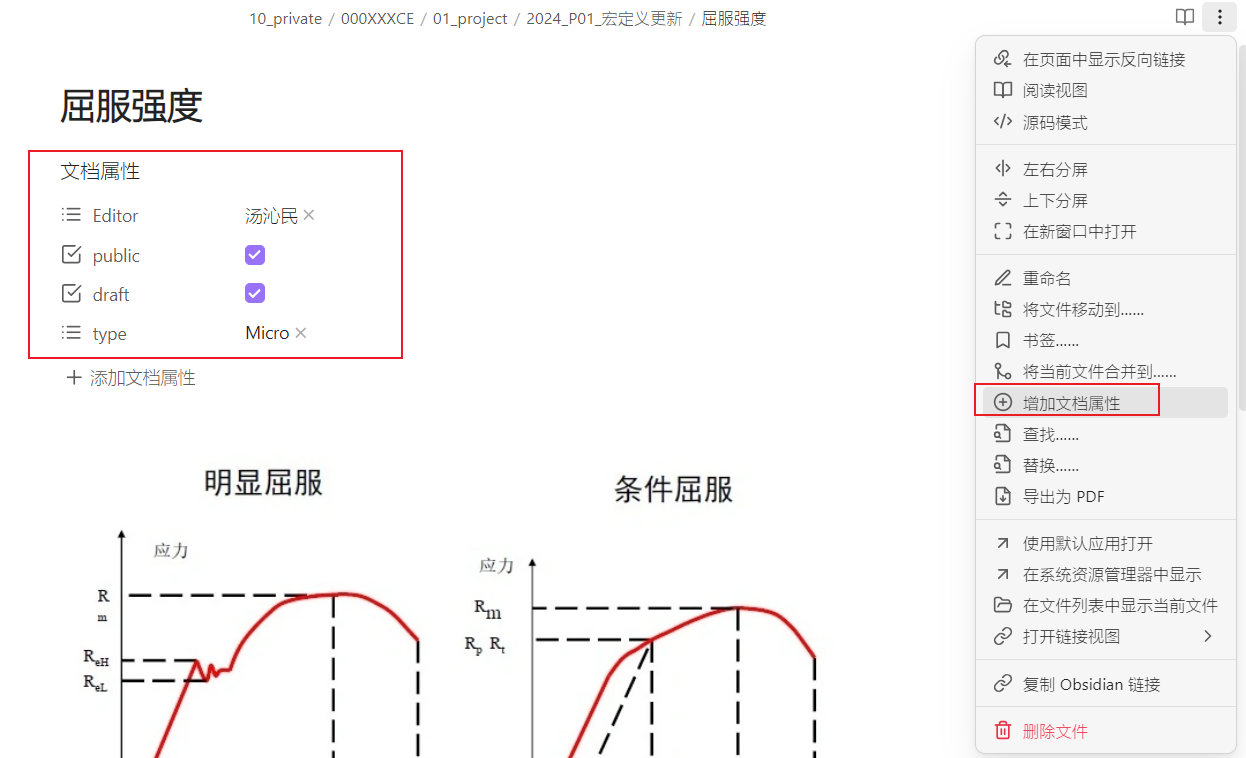 10_private / 000XXXCE / 01_project / 2024_P01_宏定义更新 / 屈服强度
屈服强度
文档属性
Editor 汤沁民 ×
public
draft
type Micro ×
+ 添加文档属性
明显屈服
应力
R
m
ReH
ReL
条件屈服
应力
Rm
Rp Rt
在页面中显示反向链接
阅读视图
源码模式
左右分屏
上下分屏
在新窗口中打开
重命名
将文件移动到......
书签......
将当前文件合并到......
增加文档属性
查找......
替换......
导出为 PDF
使用默认应用打开
在系统资源管理器中显示
在文件列表中显示当前文件
打开链接视图
复制 Obsidian 链接
删除文件